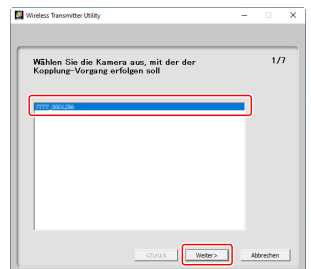 Wireless Transmitter Utility
Wählen Sie die Kamera aus, mit der der
Kopplung-Vorgang erfolgen soll
1/7
<Zurück
Weiter>
Abbrechen